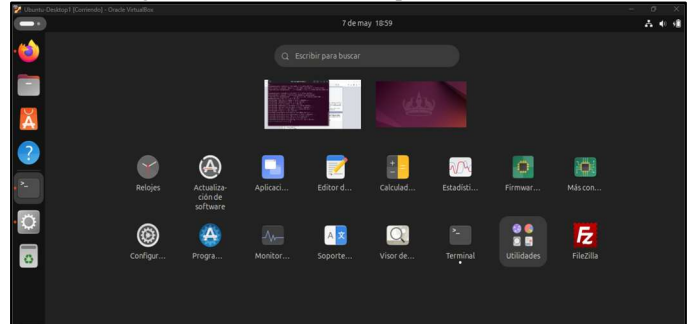 Ubuntu-Desktop1 [Corriendo] - Oracle VirtualBox
7 de may 18:59
Escribir para buscar
Relojes
Actualiza-
ción de
software
Aplicaci...
Editor d...
Calculad...
Estadísti...
Firmwar...
Más con...
Configur...
Progra...
Monitor...
Soporte...
Visor de...
Terminal
Utilidades
FileZilla